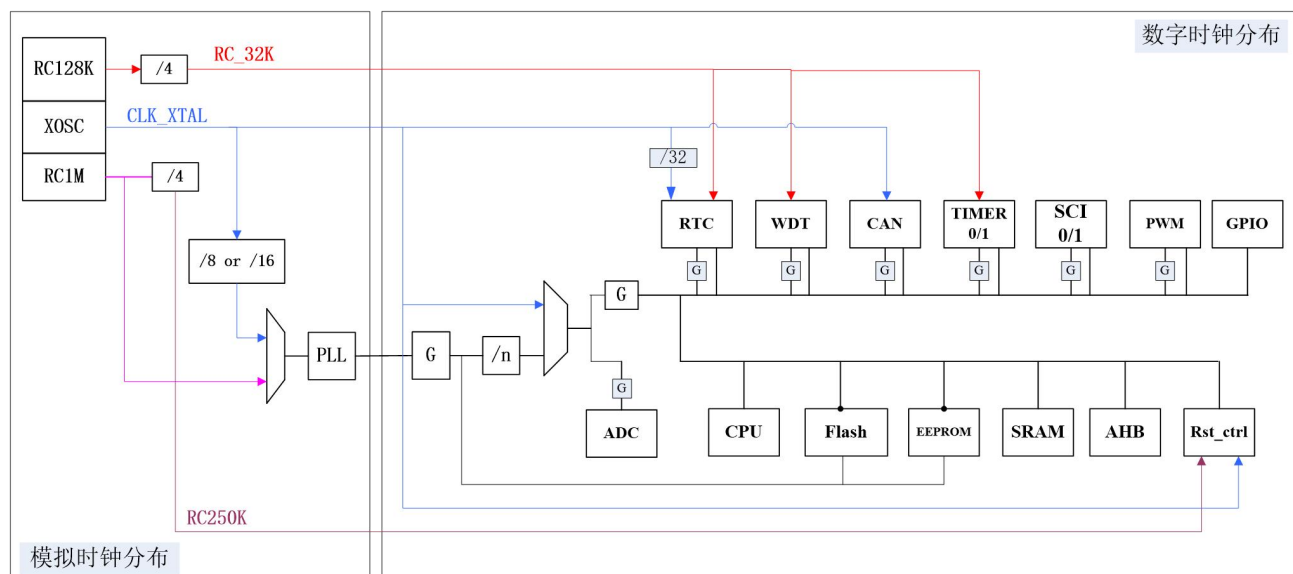 数字时钟分布
RC128K
/4
RC_32K
XOSC
CLK_XTAL
RC1M
/4
/32
RTC
WDT
CAN
TIMER
0/1
SCI
0/1
PWM
GPIO
G
G
G
G
G
G
/8 or /16
G
PLL
G
/n
G
ADC
CPU
Flash
EEPROM
SRAM
AHB
Rst_ctrl
RC250K
模拟时钟分布